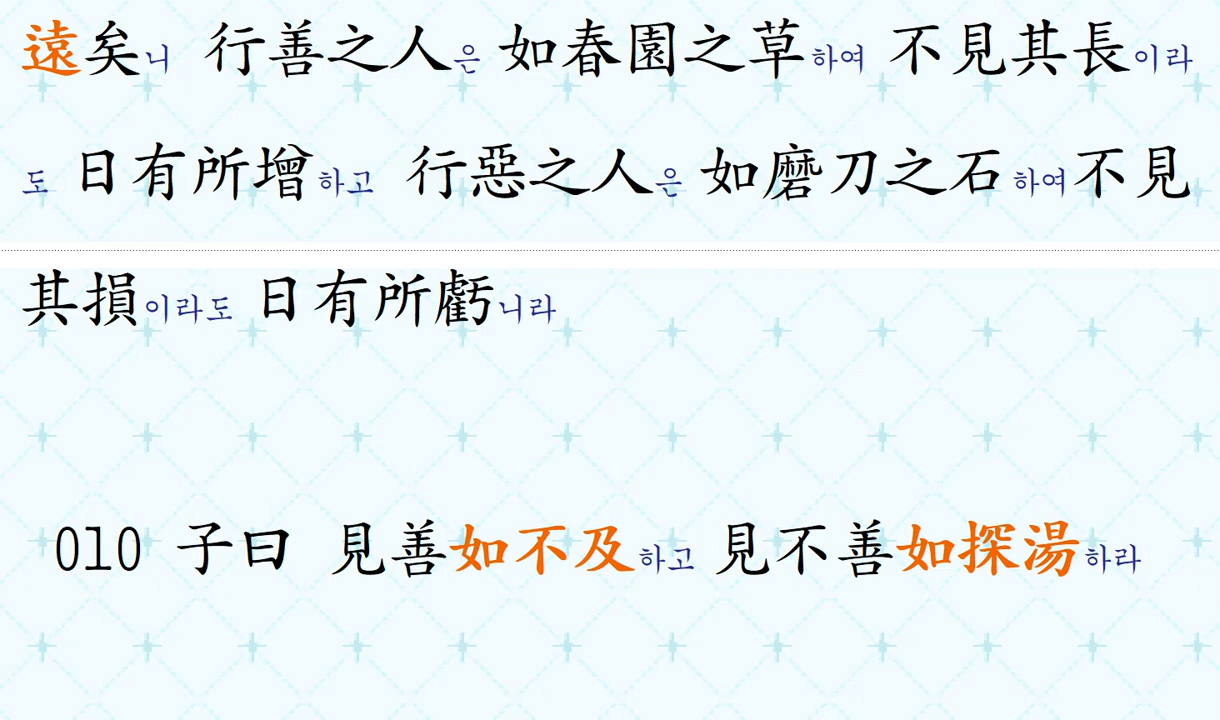 遠矣니 行善之人은 如春園之草하여 不見其長이라
도 日有所增하고 行惡之人은 如磨刀之石하여不見
其損이라도 日有所虧니라
010 子曰 見善如不及하고 見不善如探湯하라